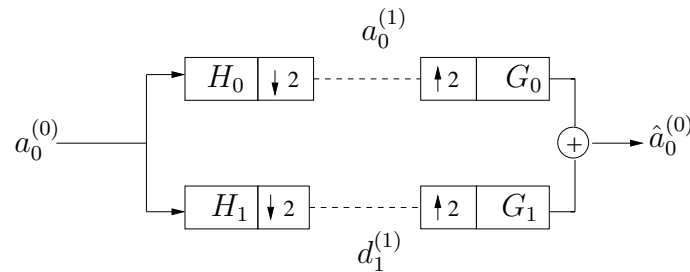 a_0^{(1)}
H_0 ↓ 2 ↑ 2 G_0
a_0^{(0)} + \hat{a}_0^{(0)}
H_1 ↓ 2 ↑ 2 G_1
d_1^{(1)}